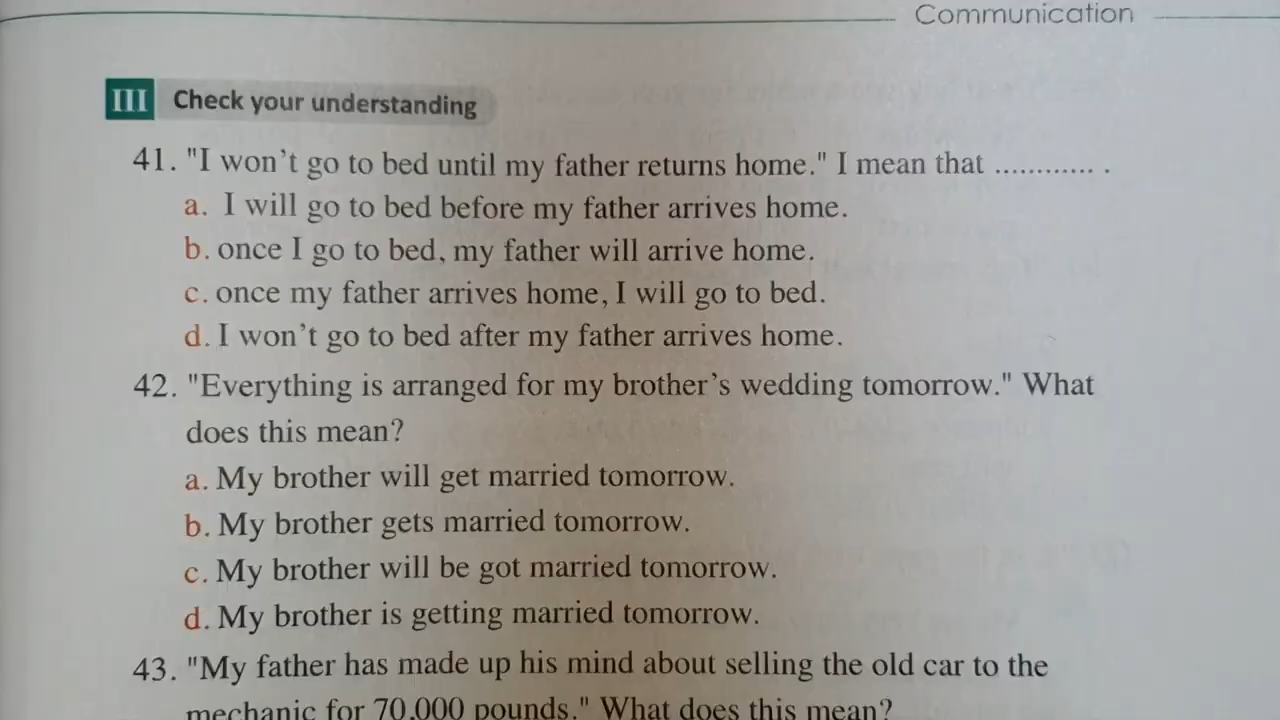 Communication
III Check your understanding
41. "I won't go to bed until my father returns home." I mean that ............ .
a. I will go to bed before my father arrives home.
b. once I go to bed, my father will arrive home.
c. once my father arrives home, I will go to bed.
d. I won't go to bed after my father arrives home.
42. "Everything is arranged for my brother's wedding tomorrow." What
does this mean?
a. My brother will get married tomorrow.
b. My brother gets married tomorrow.
c. My brother will be got married tomorrow.
d. My brother is getting married tomorrow.
43. "My father has made up his mind about selling the old car to the
mechanic for 70,000 pounds." What does this mean?